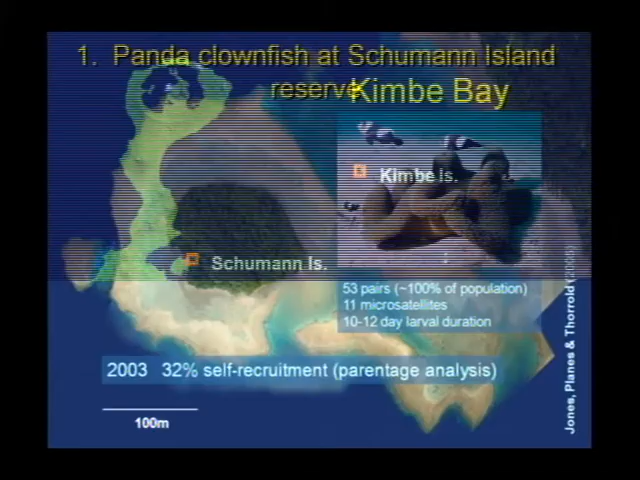 1. Panda clownfish at Schumann Island
reserve
Kimbe Bay
Kimbe Is.
Schumann Is.
53 pairs (~100% of population)
11 microsatellites
10-12 day larval duration
2003 32% self-recruitment (parentage analysis)
100m
Jones, Planes & Thorrold (2005)